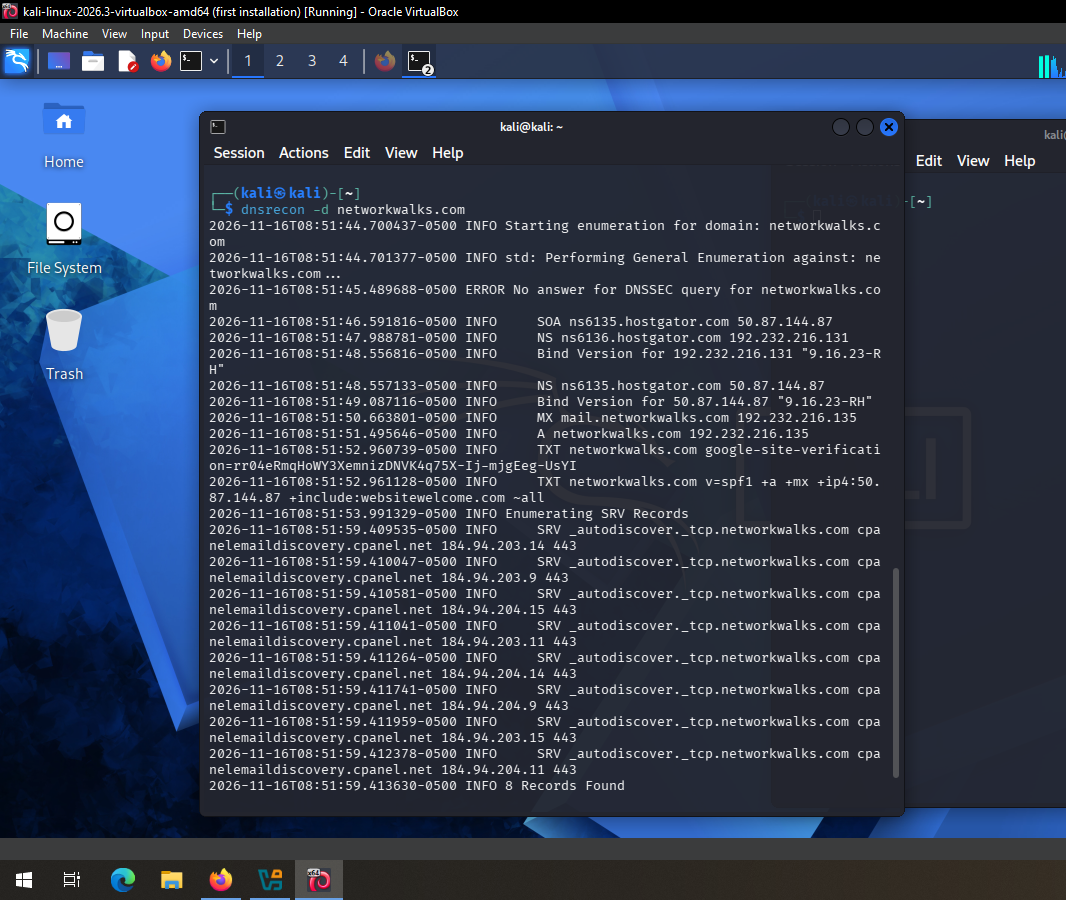 kali-linux-2026.3-virtualbox-amd64 (first installation) [Running] - Oracle VirtualBox
File Machine View Input Devices Help
1 2 3 4
2
Home
File System
Trash
kali@kali: ~
Session Actions Edit View Help
┌──(kali㉿kali)-[~]
└─$ dnsrecon -d networkwalks.com
2026-11-16T08:51:44.700437-0500 INFO Starting enumeration for domain: networkwalks.c
om
2026-11-16T08:51:44.701377-0500 INFO std: Performing General Enumeration against: ne
tworkwalks.com...
2026-11-16T08:51:45.489688-0500 ERROR No answer for DNSSEC query for networkwalks.co
m
2026-11-16T08:51:46.591816-0500 INFO SOA ns6135.hostgator.com 50.87.144.87
2026-11-16T08:51:47.988781-0500 INFO NS ns6136.hostgator.com 192.232.216.131
2026-11-16T08:51:48.556816-0500 INFO Bind Version for 192.232.216.131 "9.16.23-R
H"
2026-11-16T08:51:48.557133-0500 INFO NS ns6135.hostgator.com 50.87.144.87
2026-11-16T08:51:49.087116-0500 INFO Bind Version for 50.87.144.87 "9.16.23-RH"
2026-11-16T08:51:50.663801-0500 INFO MX mail.networkwalks.com 192.232.216.135
2026-11-16T08:51:51.495646-0500 INFO A networkwalks.com 192.232.216.135
2026-11-16T08:51:52.960739-0500 INFO TXT networkwalks.com google-site-verificati
on=rr04eRmqHoWY3XemnizDNVK4q75X-Ij-mjgEeg-UsYI
2026-11-16T08:51:52.961128-0500 INFO TXT networkwalks.com v=spf1 +a +mx +ip4:50.
87.144.87 +include:websitewelcome.com ~all
2026-11-16T08:51:53.991329-0500 INFO Enumerating SRV Records
2026-11-16T08:51:59.409535-0500 INFO SRV _autodiscover._tcp.networkwalks.com cpa
nelemaildiscovery.cpanel.net 184.94.203.14 443
2026-11-16T08:51:59.410047-0500 INFO SRV _autodiscover._tcp.networkwalks.com cpa
nelemaildiscovery.cpanel.net 184.94.203.9 443
2026-11-16T08:51:59.410581-0500 INFO SRV _autodiscover._tcp.networkwalks.com cpa
nelemaildiscovery.cpanel.net 184.94.204.15 443
2026-11-16T08:51:59.411041-0500 INFO SRV _autodiscover._tcp.networkwalks.com cpa
nelemaildiscovery.cpanel.net 184.94.203.11 443
2026-11-16T08:51:59.411264-0500 INFO SRV _autodiscover._tcp.networkwalks.com cpa
nelemaildiscovery.cpanel.net 184.94.204.14 443
2026-11-16T08:51:59.411741-0500 INFO SRV _autodiscover._tcp.networkwalks.com cpa
nelemaildiscovery.cpanel.net 184.94.204.9 443
2026-11-16T08:51:59.411959-0500 INFO SRV _autodiscover._tcp.networkwalks.com cpa
nelemaildiscovery.cpanel.net 184.94.203.15 443
2026-11-16T08:51:59.412378-0500 INFO SRV _autodiscover._tcp.networkwalks.com cpa
nelemaildiscovery.cpanel.net 184.94.204.11 443
2026-11-16T08:51:59.413630-0500 INFO 8 Records Found
kali
Edit View Help
-[~]